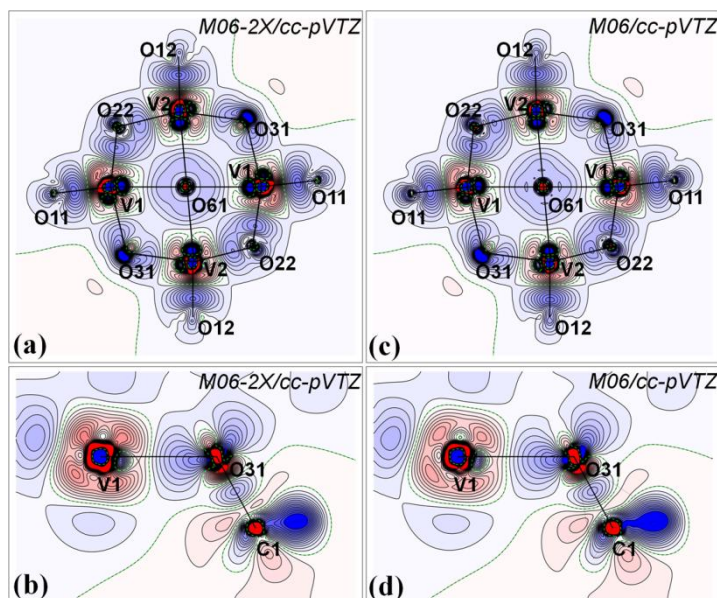 M06-2X/cc-pVTZ
O12
V2
O22
O31
V1
O11
O61
O11
V1
O31
O22
V2
O12
(a)
M06/cc-pVTZ
O12
V2
O22
O31
V1
O11
O61
O11
V1
O31
O22
V2
O12
(c)
M06-2X/cc-pVTZ
V1
O31
C1
(b)
M06/cc-pVTZ
V1
O31
C1
(d)